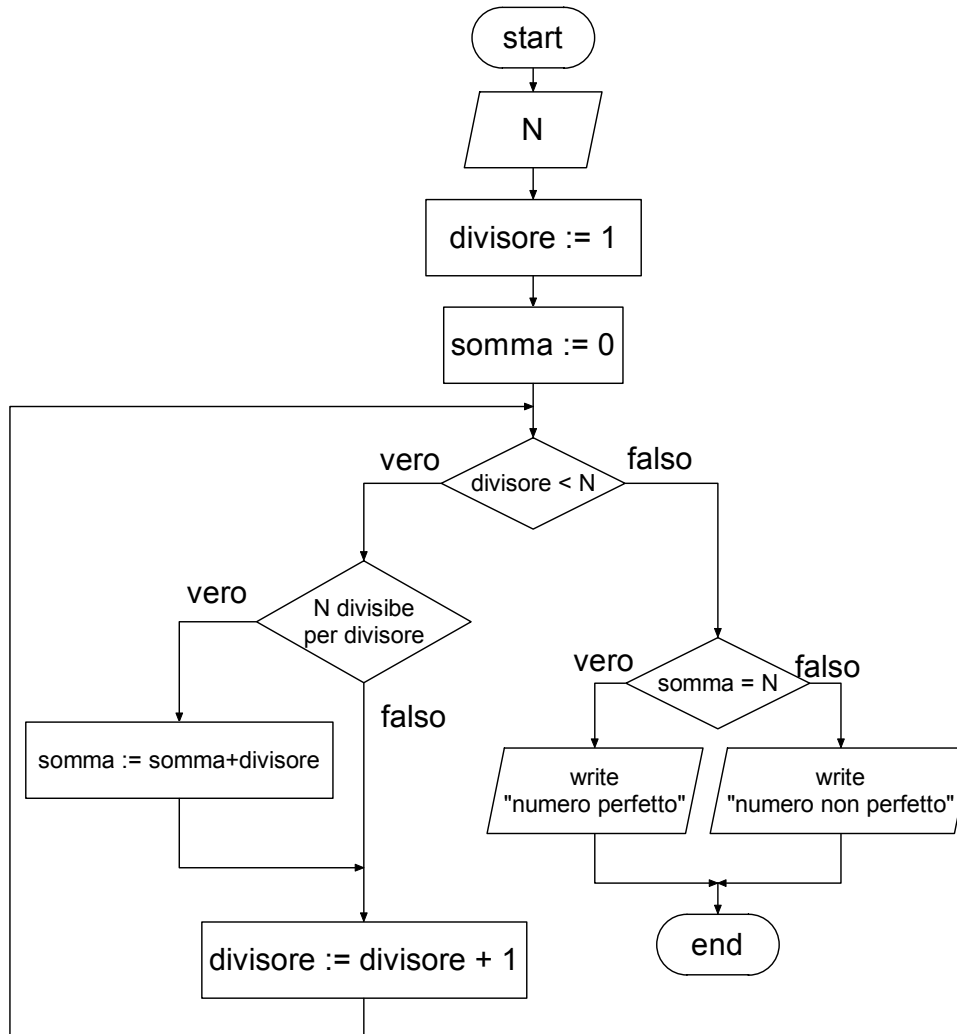 start
N
divisore := 1
somma := 0
vero
falso
divisore < N
vero
N divisibe
per divisore
falso
somma := somma+divisore
divisore := divisore + 1
vero
falso
somma = N
write
"numero perfetto"
write
"numero non perfetto"
end